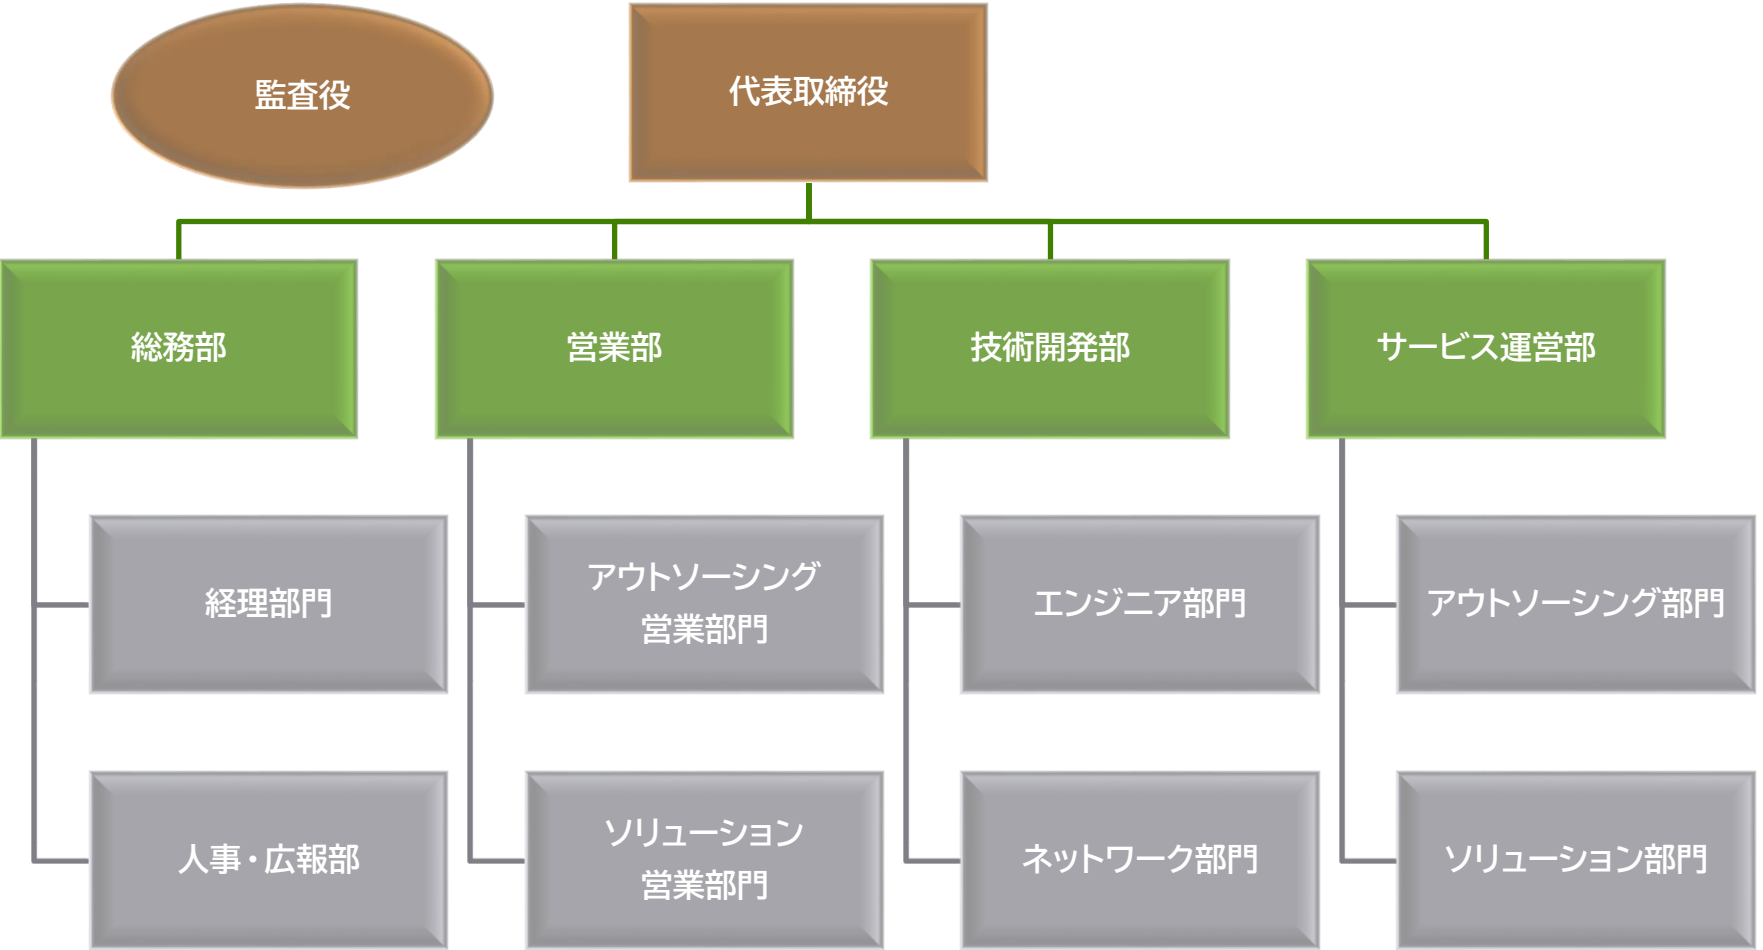 監査役
代表取締役
総務部
営業部
技術開発部
サービス運営部
経理部門
アウトソーシング
営業部門
エンジニア部門
アウトソーシング部門
人事・広報部
ソリューション
営業部門
ネットワーク部門
ソリューション部門